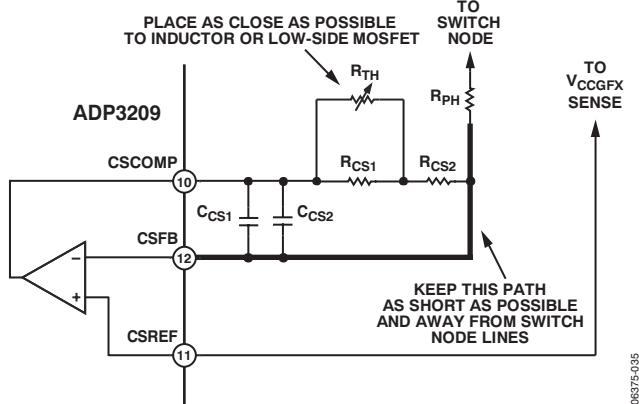 PLACE AS CLOSE AS POSSIBLE
TO INDUCTOR OR LOW-SIDE MOSFET
TO
SWITCH
NODE
RTH
RPH
TO
VCCGFX
SENSE
ADP3209
CSCOMP
10
RCS1
RCS2
CCS1
CCS2
CSFB
12
−
+
KEEP THIS PATH
AS SHORT AS POSSIBLE
AND AWAY FROM SWITCH
NODE LINES
CSREF
11
06375-035